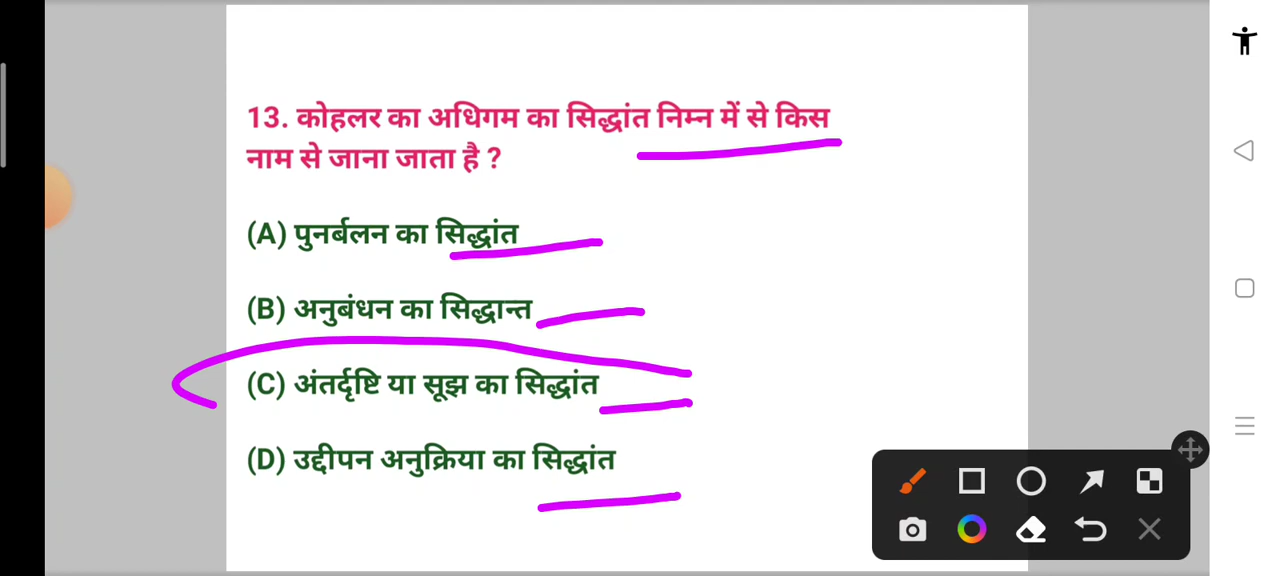 13. कोहलर का अधिगम का सिद्धांत निम्न में से किस
नाम से जाना जाता है ?
(A) पुनर्बलन का सिद्धांत
(B) अनुबंधन का सिद्धान्त
(C) अंतर्दृष्टि या सूझ का सिद्धांत
(D) उद्दीपन अनुक्रिया का सिद्धांत